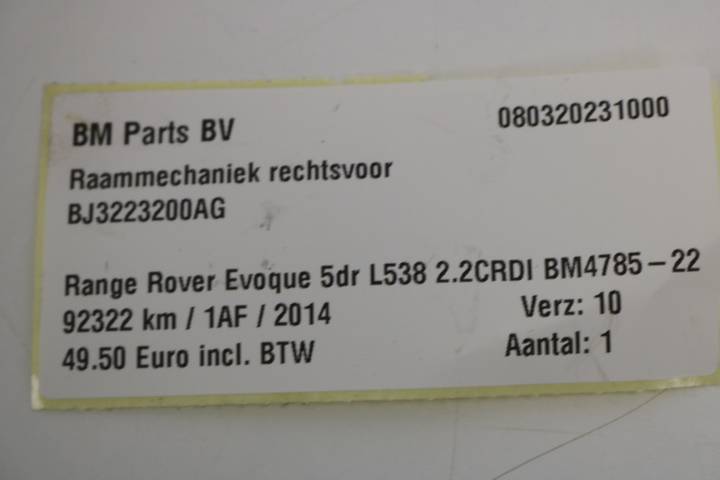 BM Parts BV 080320231000
Raammechaniek rechtsvoor
BJ3223200AG
Range Rover Evoque 5dr L538 2.2CRDI BM4785-22
92322 km / 1AF / 2014 Verz: 10
49.50 Euro incl. BTW Aantal: 1